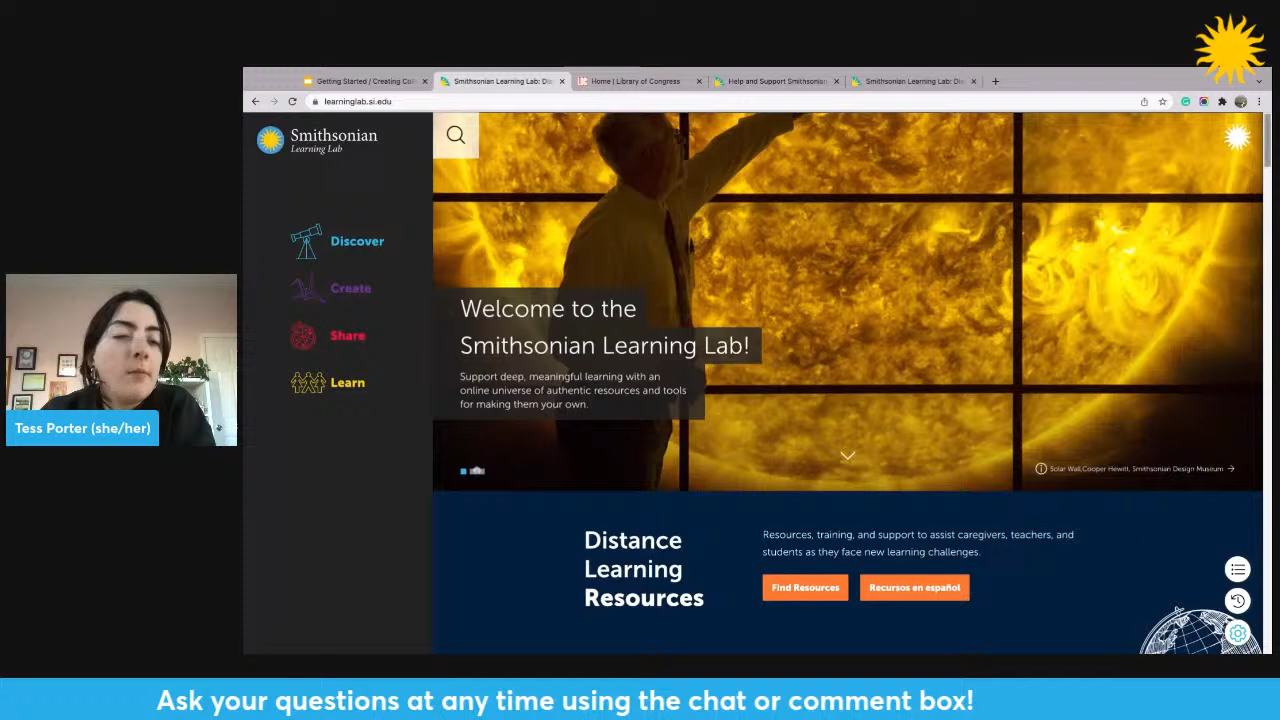 Getting Started / Creating Coll
Smithsonian Learning Lab: Dis
Home | Library of Congress
Help and Support Smithsonian
Smithsonian Learning Lab: Dis
learninglab.si.edu
Smithsonian
Learning Lab
Discover
Create
Share
Learn
Welcome to the
Smithsonian Learning Lab!
Support deep, meaningful learning with an
online universe of authentic resources and tools
for making them your own.
Solar Wall,Cooper Hewitt, Smithsonian Design Museum
Distance
Learning
Resources
Resources, training, and support to assist caregivers, teachers, and
students as they face new learning challenges.
Find Resources
Recursos en español
Tess Porter (she/her)
Ask your questions at any time using the chat or comment box!